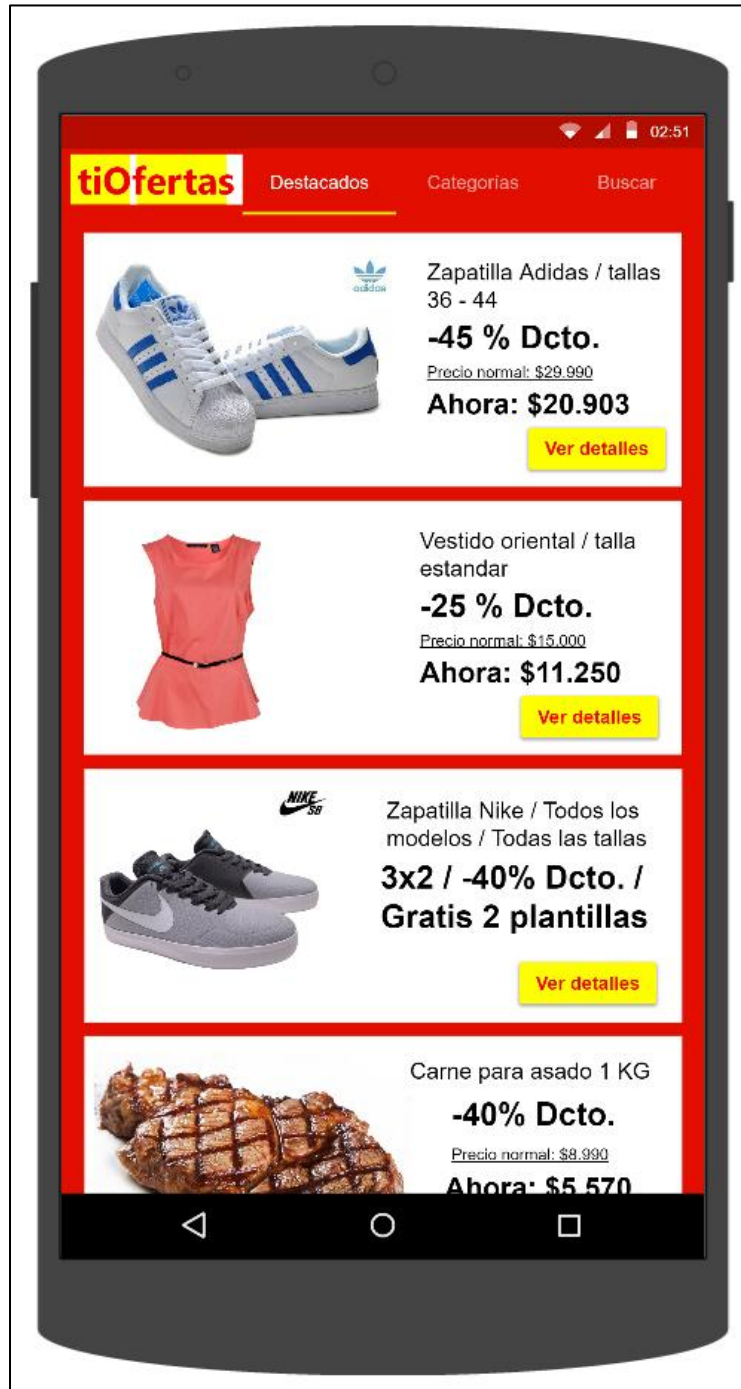 02:51
tiOfertas Destacados Categorías Buscar
adidas
Zapatilla Adidas / tallas
36 - 44
-45 % Dcto.
Precio normal: $29.990
Ahora: $20.903
Ver detalles
Vestido oriental / talla
estandar
-25 % Dcto.
Precio normal: $15.000
Ahora: $11.250
Ver detalles
NIKE
SB
Zapatilla Nike / Todos los
modelos / Todas las tallas
3x2 / -40% Dcto. /
Gratis 2 plantillas
Ver detalles
Carne para asado 1 KG
-40% Dcto.
Precio normal: $8.990
Ahora: $5.570